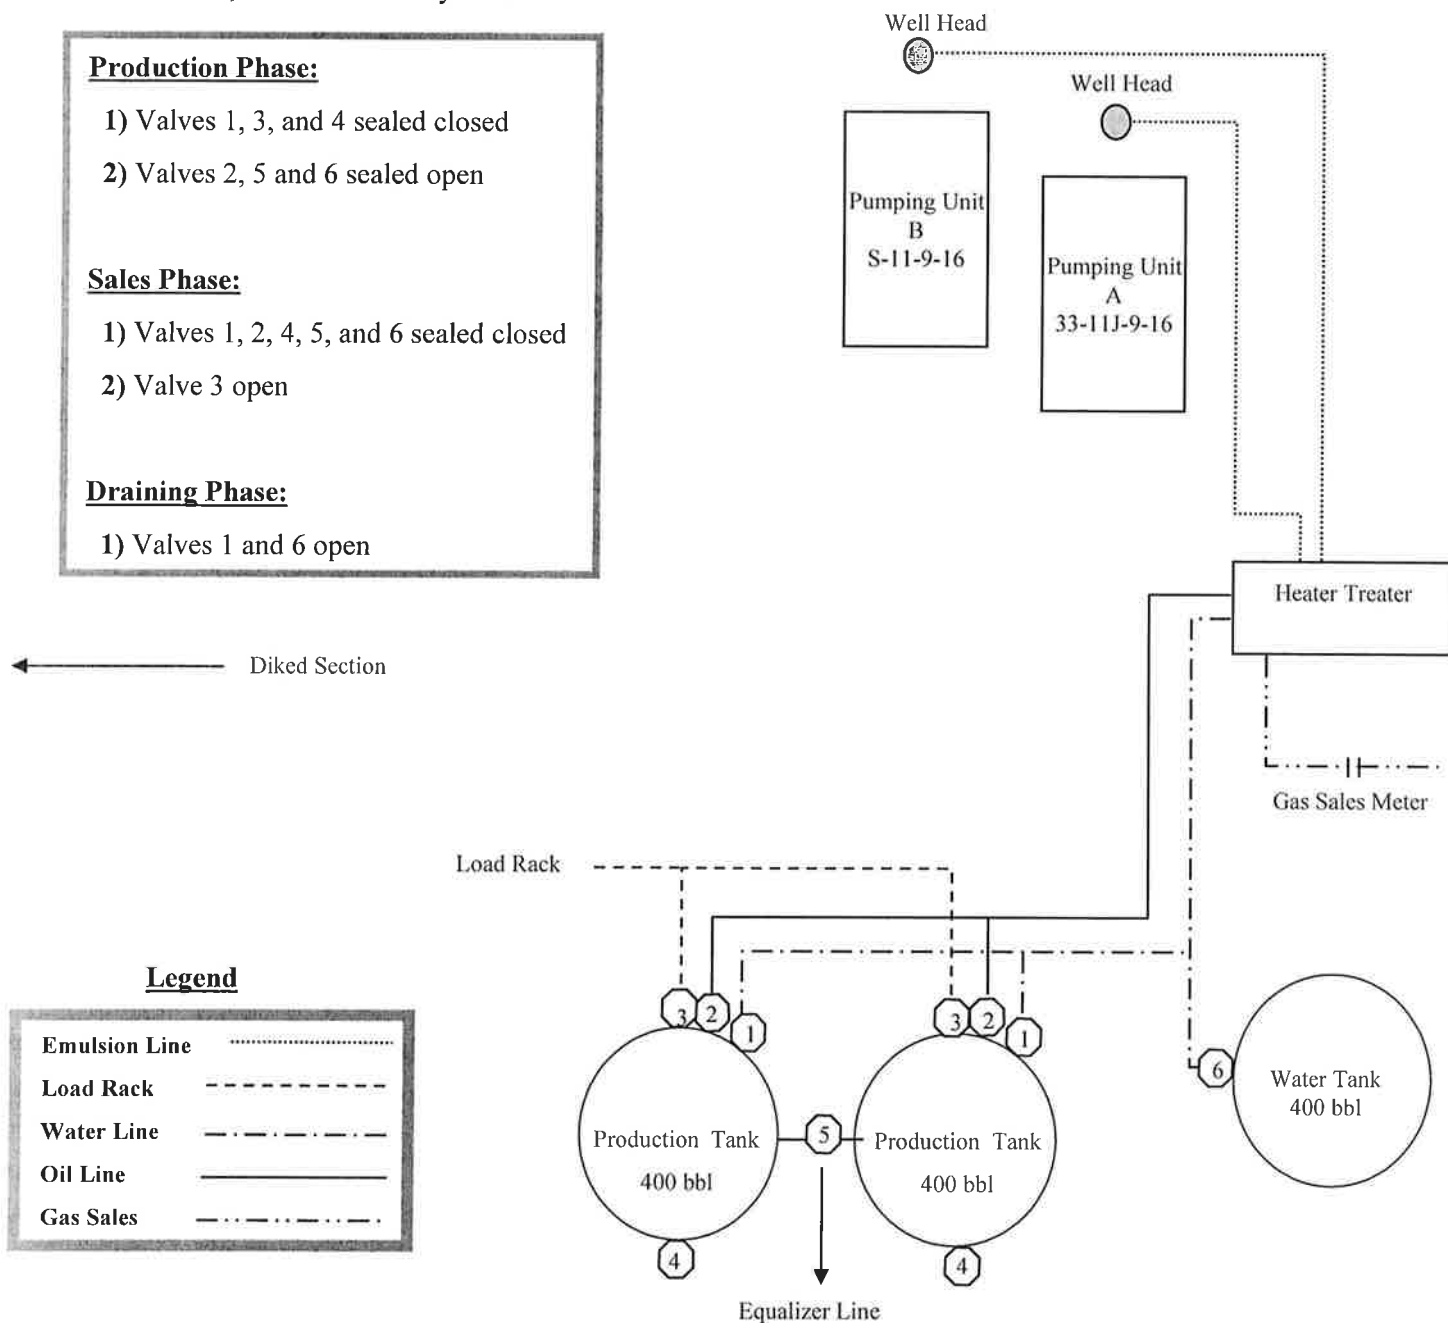 Production Phase:
1) Valves 1, 3, and 4 sealed closed
2) Valves 2, 5 and 6 sealed open
Sales Phase:
1) Valves 1, 2, 4, 5, and 6 sealed closed
2) Valve 3 open
Draining Phase:
1) Valves 1 and 6 open
Diked Section
Well Head
Well Head
Pumping Unit
B
S-11-9-16
Pumping Unit
A
33-11J-9-16
Heater Treater
Gas Sales Meter
Load Rack
3
2
1
3
2
1
6
Production Tank
400 bbl
5
Production Tank
400 bbl
Water Tank
400 bbl
4
4
Equalizer Line
Legend
Emulsion Line
Load Rack
Water Line
Oil Line
Gas Sales